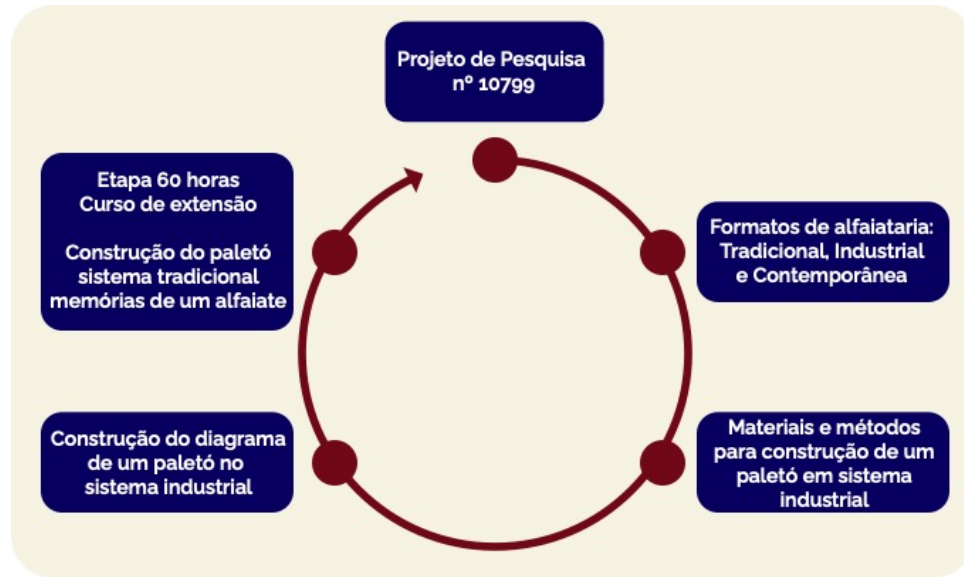 Projeto de Pesquisa
nº 10799
Formatos de alfaiataria:
Tradicional, Industrial
e Contemporânea
Materiais e métodos
para construção de um
paletó em sistema
industrial
Construção do diagrama
de um paletó no
sistema industrial
Etapa 60 horas
Curso de extensão
Construção do paletó
sistema tradicional
memórias de um alfaiate